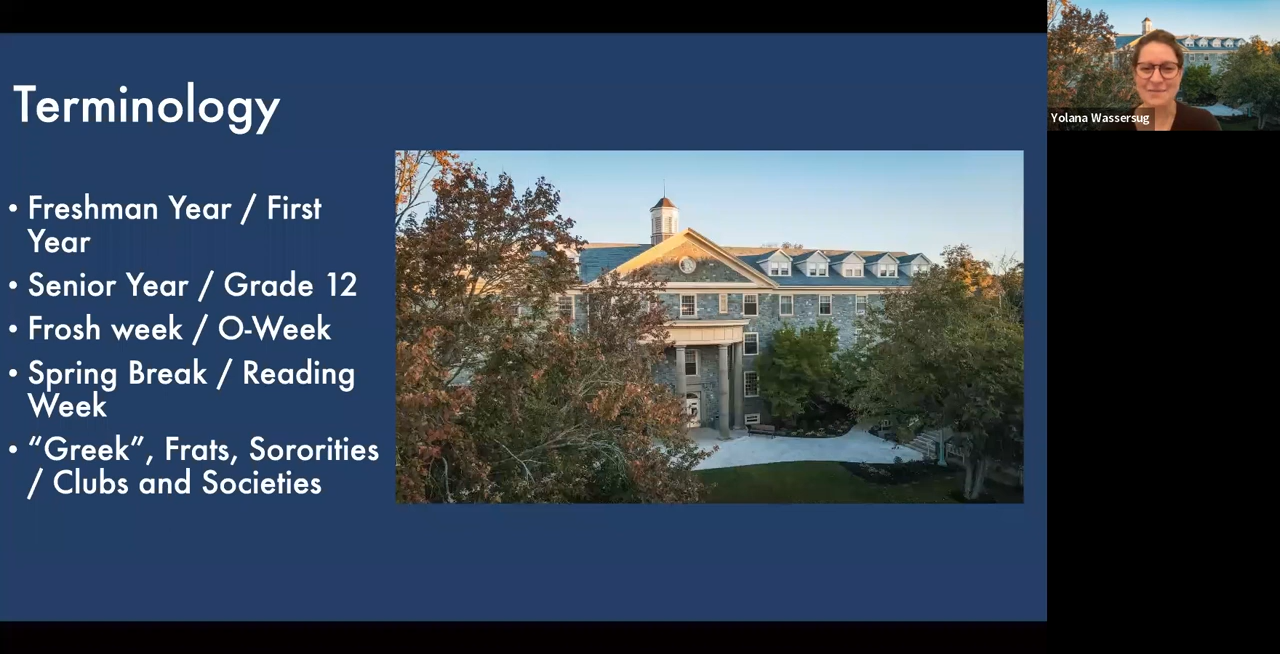 Terminology
• Freshman Year / First
Year
• Senior Year / Grade 12
• Frosh week / O-Week
• Spring Break / Reading
Week
• “Greek”, Frats, Sororities
/ Clubs and Societies
Yolana Wassersug